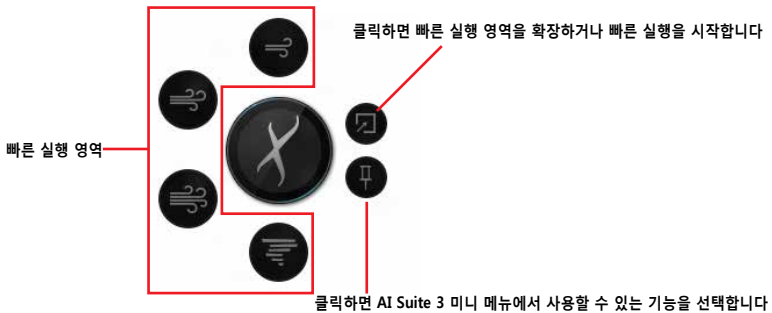 클릭하면 빠른 실행 영역을 확장하거나 빠른 실행을 시작합니다
빠른 실행 영역
클릭하면 AI Suite 3 미니 메뉴에서 사용할 수 있는 기능을 선택합니다